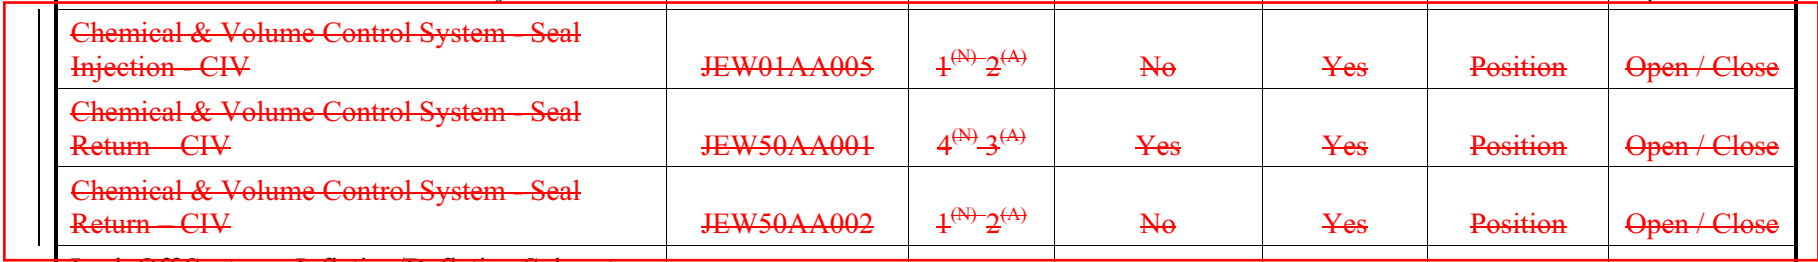 Chemical & Volume Control System - Seal
Injection - CIV JEW01AA005 1(N) 2(A) No Yes Position Open / Close
Chemical & Volume Control System - Seal
Return – CIV JEW50AA001 4(N) 3(A) Yes Yes Position Open / Close
Chemical & Volume Control System - Seal
Return – CIV JEW50AA002 1(N) 2(A) No Yes Position Open / Close